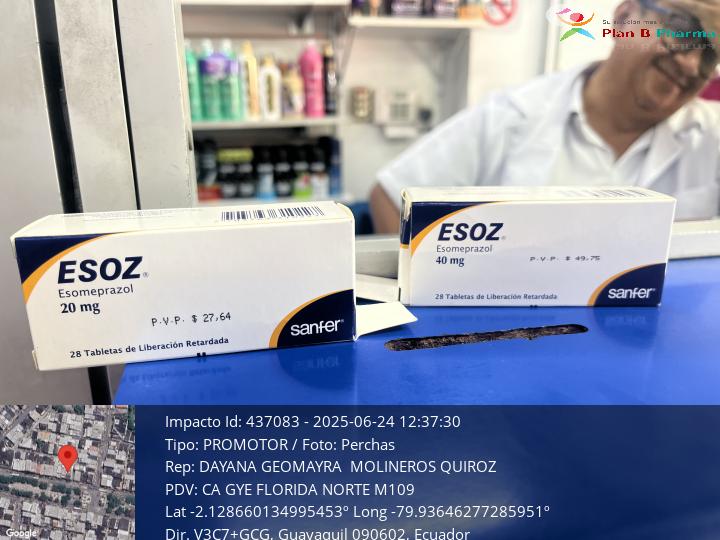 Su solución más
Plan B Pharma
ESOZ®
Esomeprazol
20 mg
P.V.P. $ 27,64
28 Tabletas de Liberación Retardada
sanfer®
ESOZ®
Esomeprazol
40 mg
P.V.P. $ 49,75
28 Tabletas de Liberación Retardada
sanfer®
Impacto Id: 437083 - 2025-06-24 12:37:30
Tipo: PROMOTOR / Foto: Perchas
Rep: DAYANA GEOMAYRA  MOLINEROS QUIROZ
PDV: CA GYE FLORIDA NORTE M109
Lat -2.128660134995453° Long -79.93646277285951°
Dir. V3C7+GCG, Guayaquil 090602, Ecuador
Google